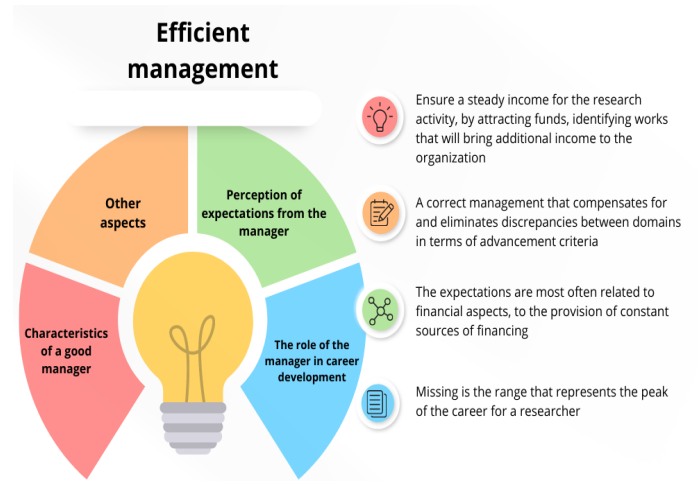 Efficient
management
Other
aspects
Perception of
expectations from the
manager
Characteristics
of a good
manager
The role of the
manager in career
development
Ensure a steady income for the research
activity, by attracting funds, identifying works
that will bring additional income to the
organization
A correct management that compensates for
and eliminates discrepancies between domains
in terms of advancement criteria
The expectations are most often related to
financial aspects, to the provision of constant
sources of financing
Missing is the range that represents the peak
of the career for a researcher